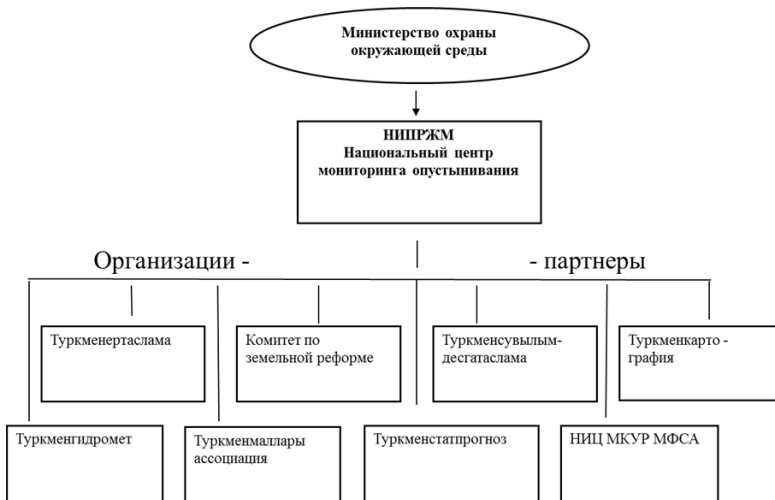 Министерство охраны
окружающей среды
НИПРЖМ
Национальный центр
мониторинга опустынивания
Организации - - партнеры
Туркменертаслама
Комитет по
земельной реформе
Туркменсувылым-
десгатаслама
Туркменкарто -
графия
Туркменгидромет
Туркменмаллары
ассоциация
Туркменстатпрогноз
НИЦ МКУР МФСА